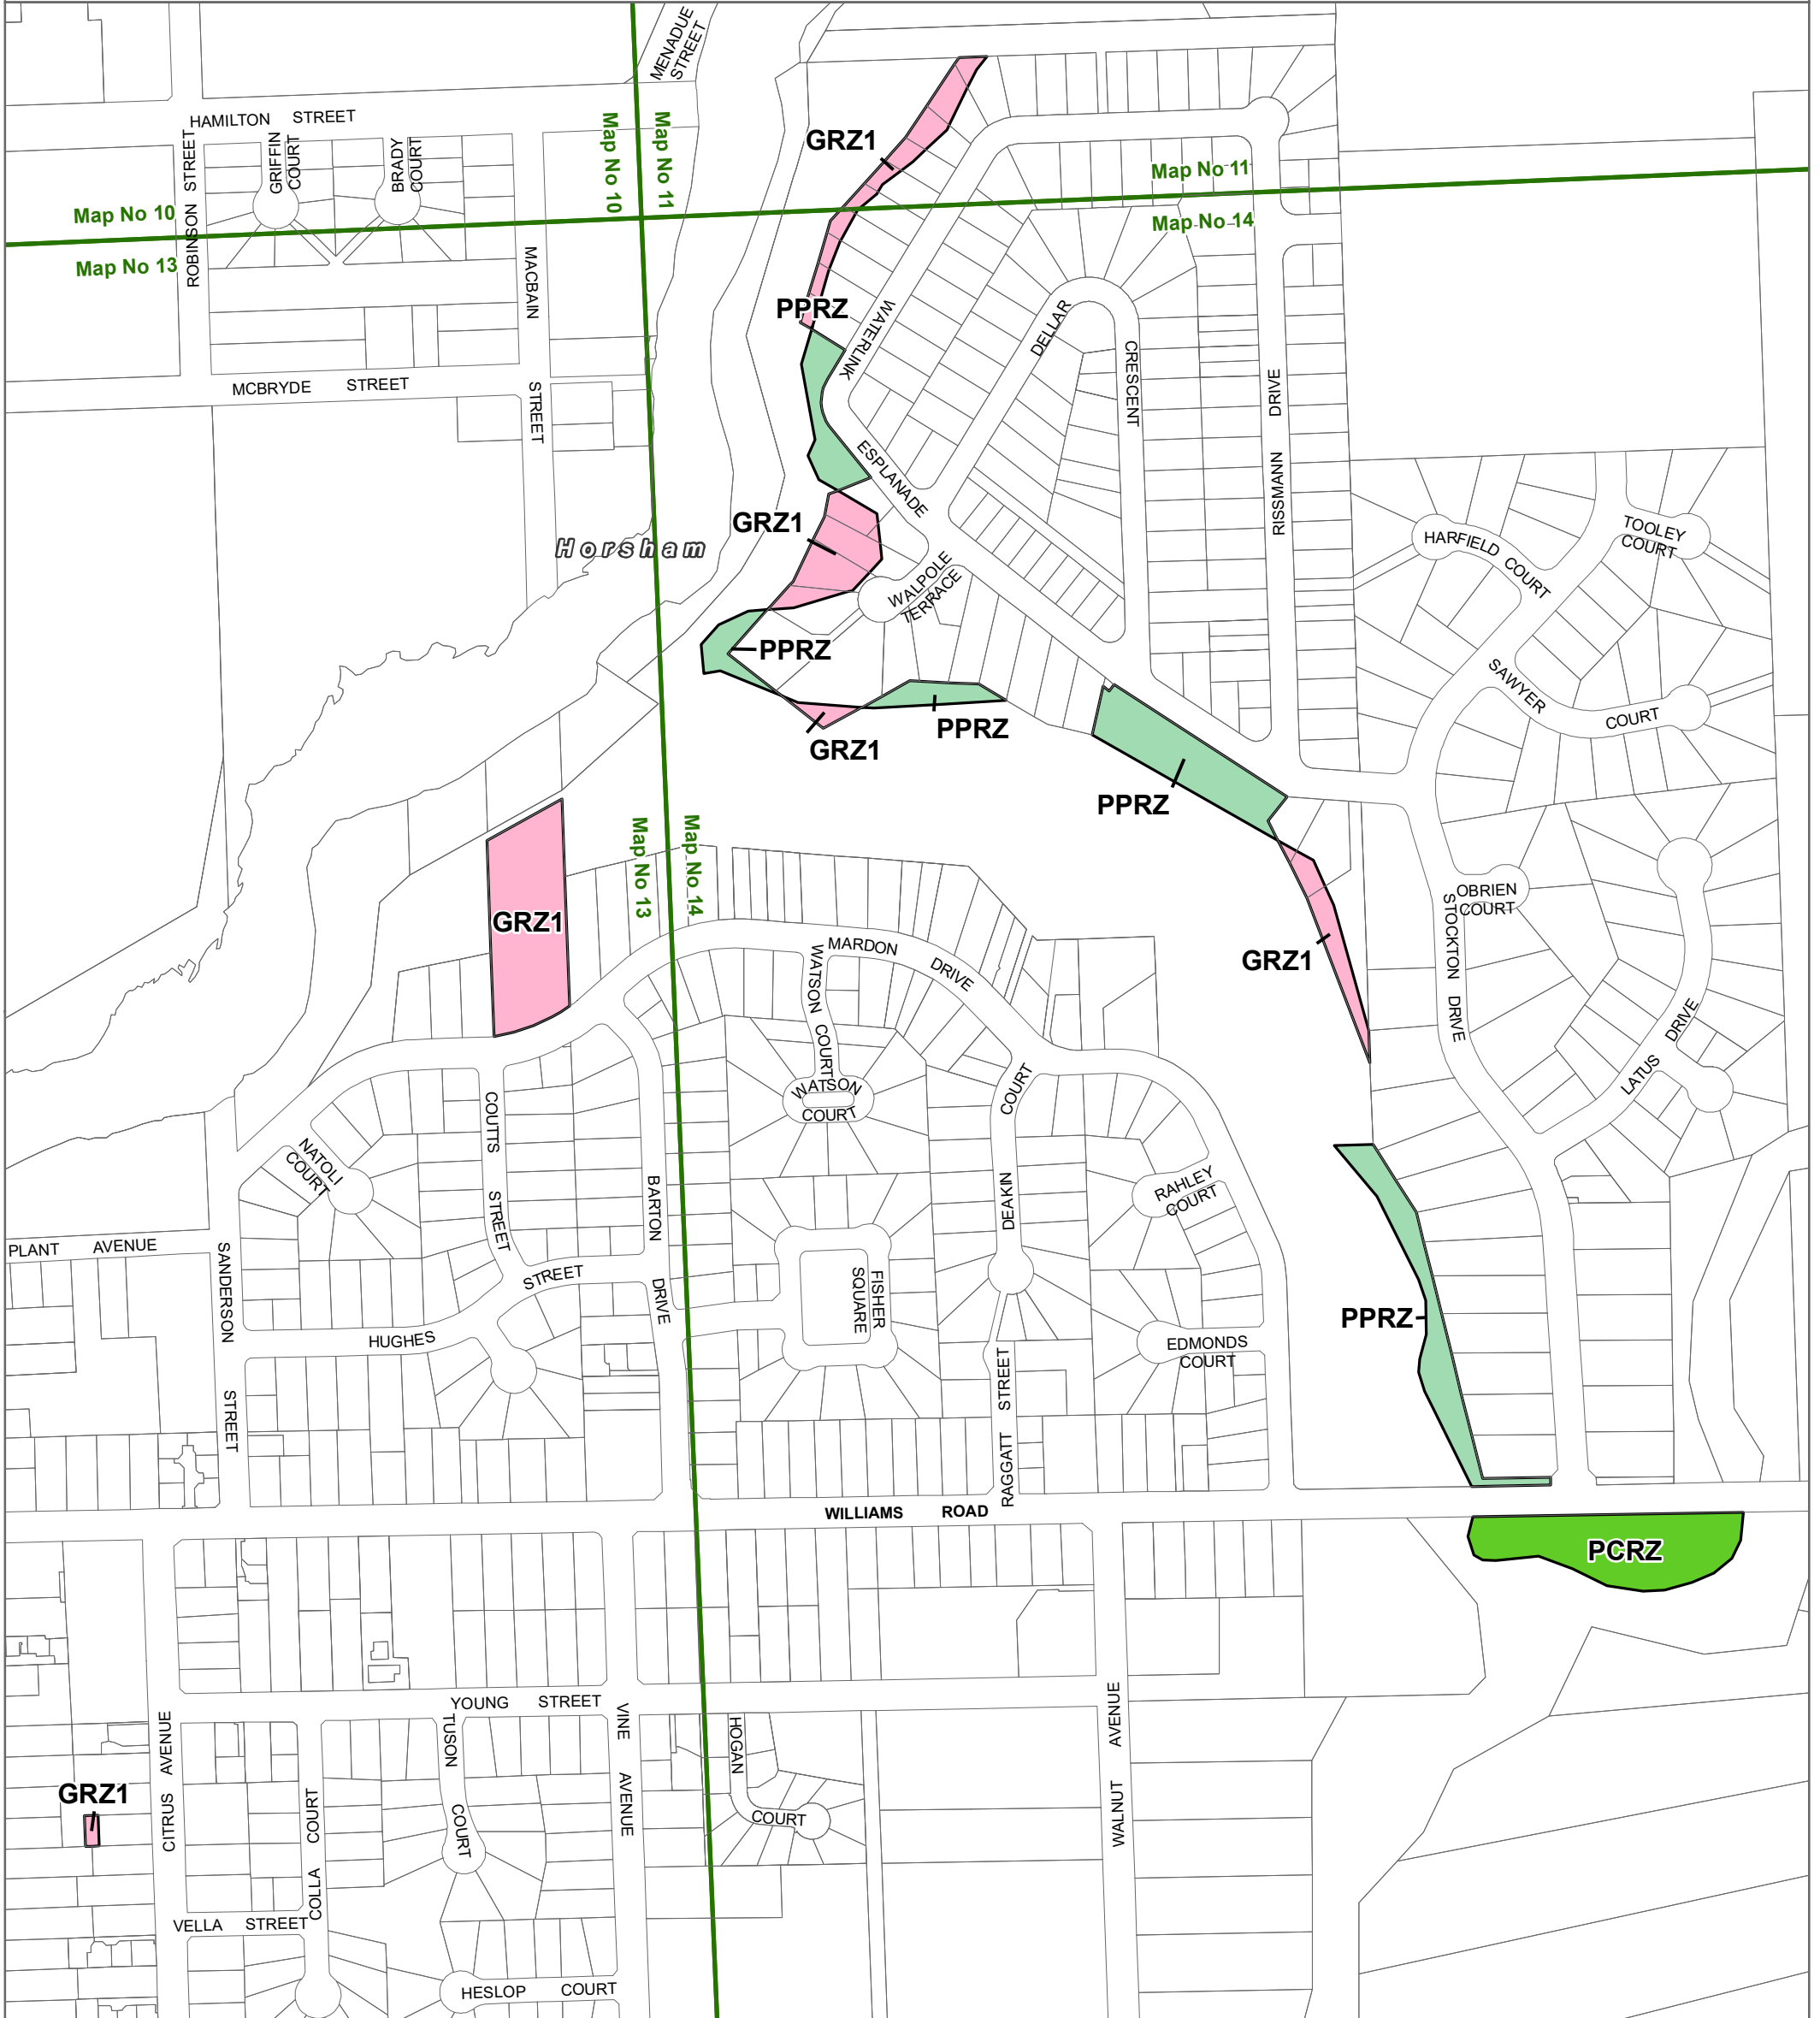 MENADUE
STREET
HAMILTON STREET
GRIFFIN
COURT
BRADY
COURT
ROBINSON STREET
Map No 10
Map No 11
GRZ1
Map No 11
Map No 10
Map No 14
Map No 13
MACBAIN
STREET
PPRZ
WATERLINK
DELLAR
CRESCENT
RISSMANN DRIVE
MCBRYDE STREET
ESPLANADE
GRZ1
Horsham
HARFIELD COURT
TOOLEY
COURT
WALPOLE
TERRACE
PPRZ
SAWYER
COURT
PPRZ
GRZ1
PPRZ
Map No 13
Map No 14
GRZ1
OBRIEN
COURT
STOCKTON DRIVE
MARDON
DRIVE
GRZ1
WATSON COURT
WATSON
COURT
LATUS DRIVE
COUTTS
STREET
COURT
DEAKIN
NATOLI
COURT
BARTON
DRIVE
RAHLEY
COURT
PLANT AVENUE
SANDERSON
STREET
STREET
HUGHES
FISHER
SQUARE
PPRZ
EDMONDS
COURT
RAGGATT STREET
WILLIAMS ROAD
PCRZ
YOUNG STREET
VINE
AVENUE
TUSON
COURT
HOGAN
COURT
WALNUT AVENUE
CITRUS AVENUE
GRZ1
COLLA COURT
VELLA STREET
HESLOP COURT